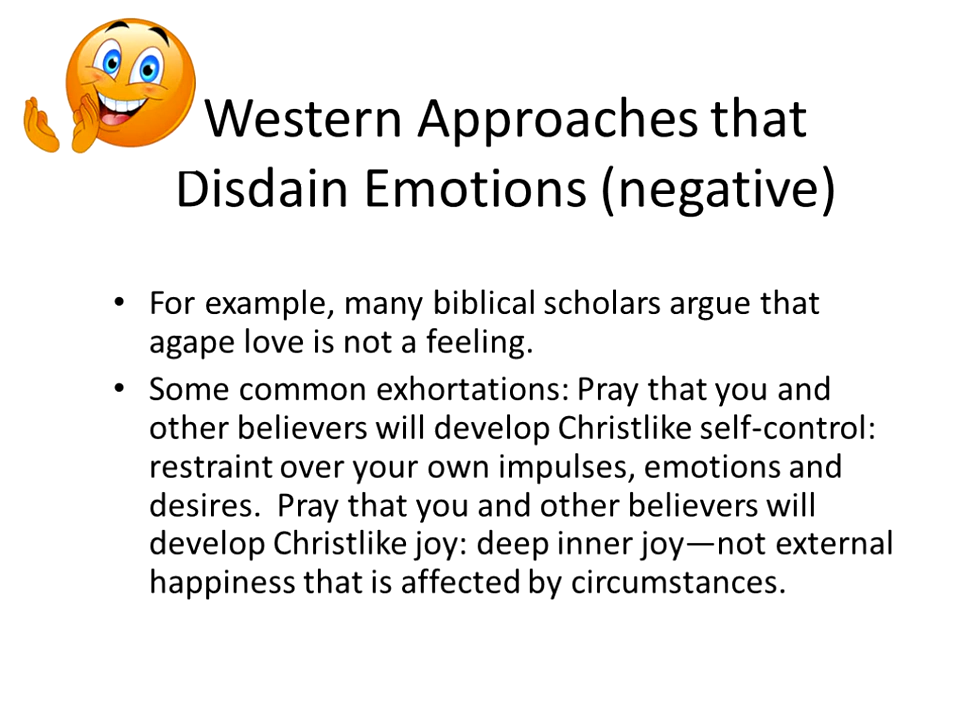 Western Approaches that
Disdain Emotions (negative)
• For example, many biblical scholars argue that
agape love is not a feeling.
• Some common exhortations: Pray that you and
other believers will develop Christlike self-control:
restraint over your own impulses, emotions and
desires.  Pray that you and other believers will
develop Christlike joy: deep inner joy—not external
happiness that is affected by circumstances.